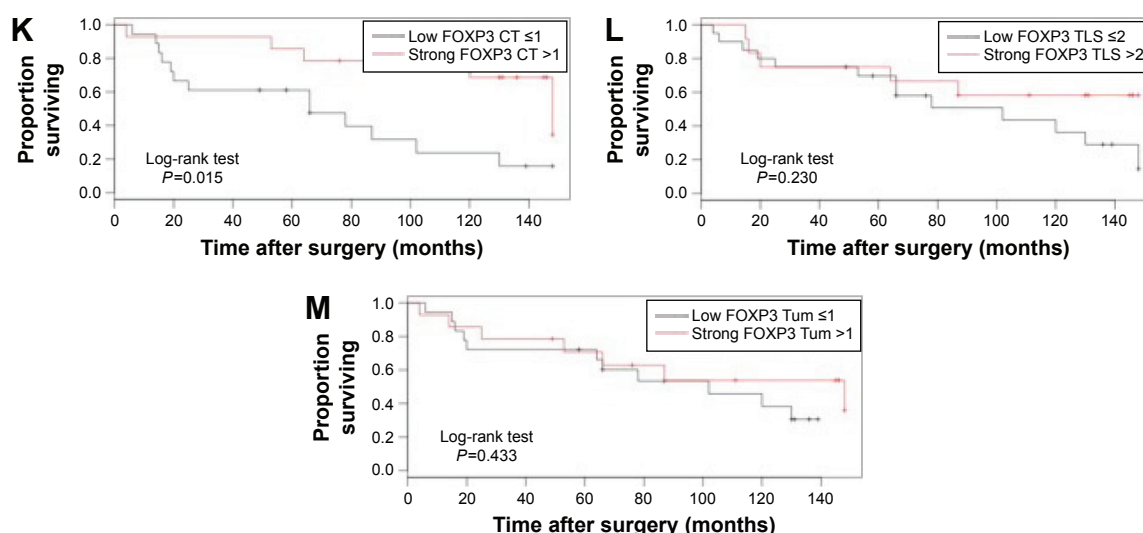 K
1.0
0.8
0.6
0.4
0.2
0.0
Proportion
surviving
Low FOXP3 CT ≤1
Strong FOXP3 CT >1
Log-rank test
P=0.015
0 20 40 60 80 100 120 140
Time after surgery (months)
L
1.0
0.8
0.6
0.4
0.2
0.0
Proportion
surviving
Low FOXP3 TLS ≤2
Strong FOXP3 TLS >2
Log-rank test
P=0.230
0 20 40 60 80 100 120 140
Time after surgery (months)
M
1.0
0.8
0.6
0.4
0.2
0.0
Proportion
surviving
Low FOXP3 Tum ≤1
Strong FOXP3 Tum >1
Log-rank test
P=0.433
0 20 40 60 80 100 120 140
Time after surgery (months)